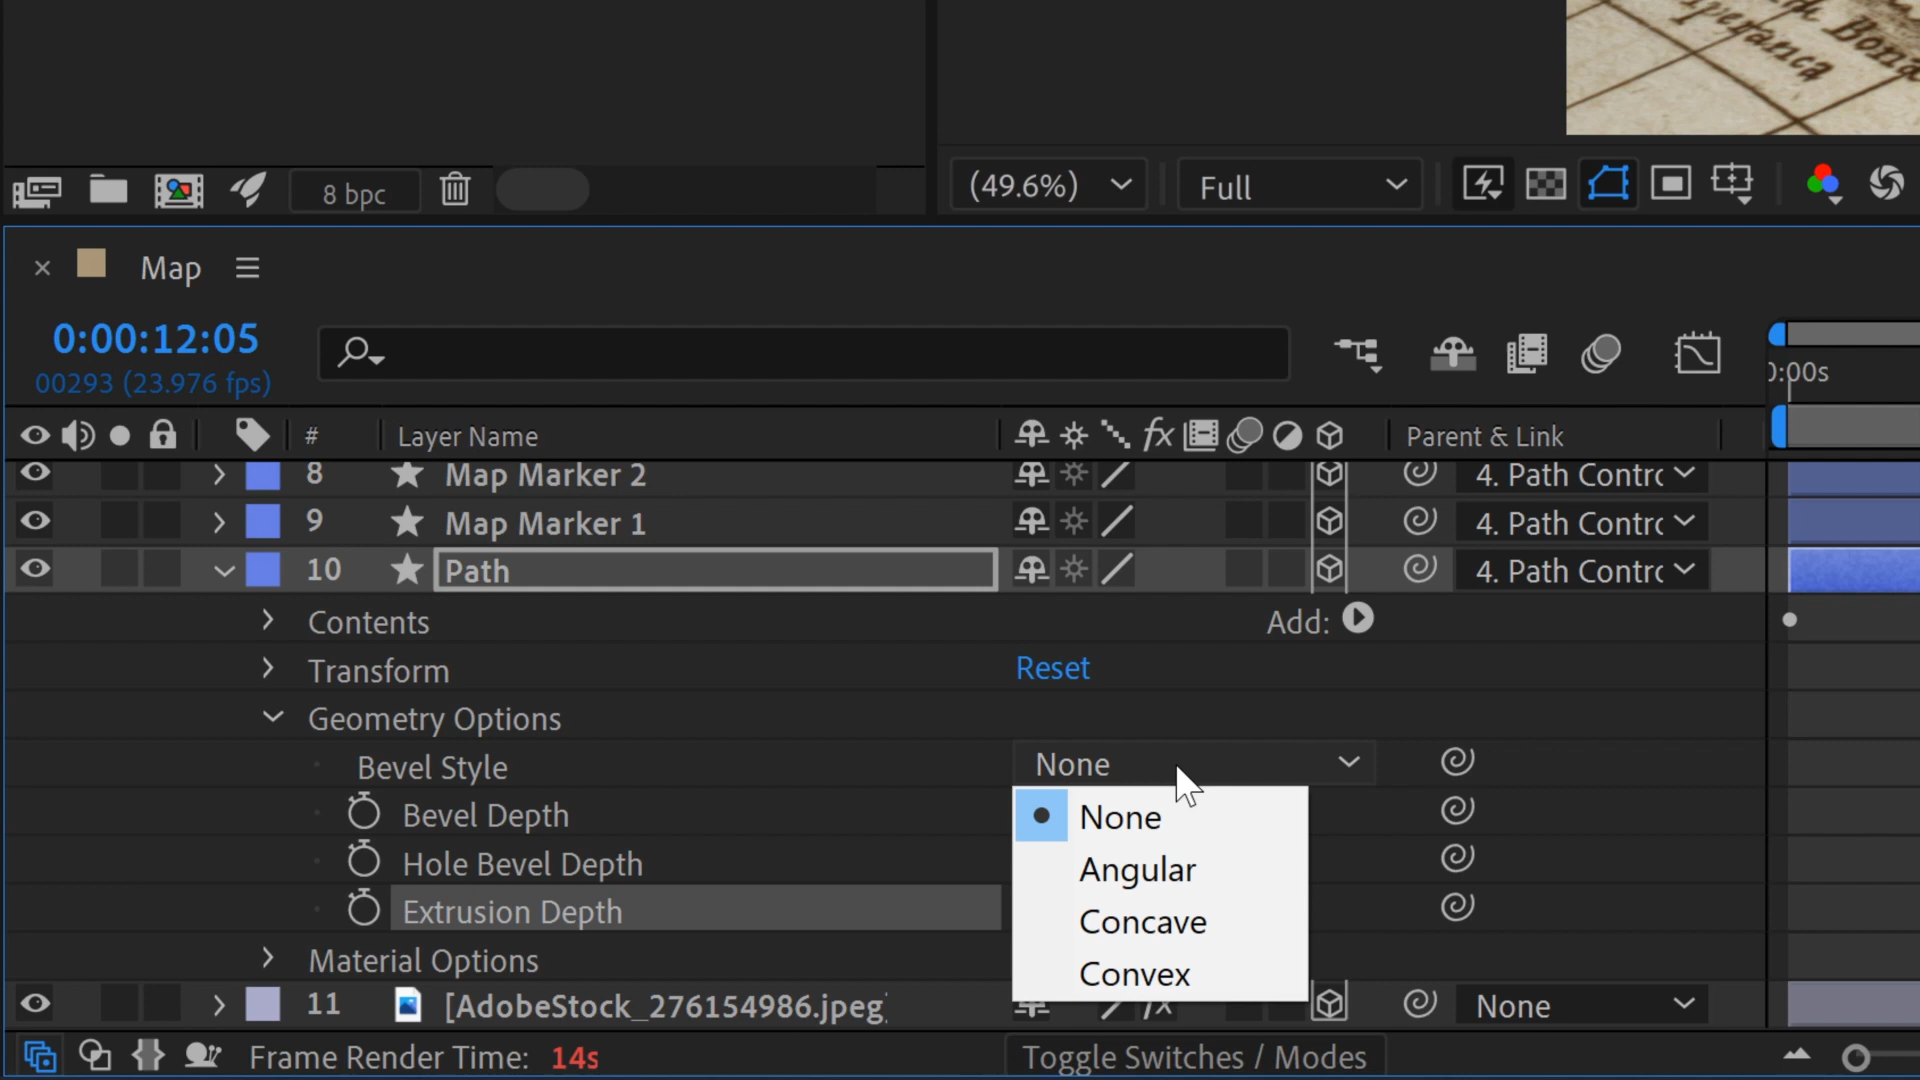 Bona
perança
8 bpc
(49.6%)
Full
Map
0:00:12:05
00293 (23.976 fps)
0:00s
# Layer Name Parent & Link
8 Map Marker 2 4. Path Contrc
9 Map Marker 1 4. Path Contrc
10 Path 4. Path Contrc
Contents Add:
Transform Reset
Geometry Options
Bevel Style None
None
Bevel Depth
Angular
Hole Bevel Depth
Concave
Extrusion Depth
Convex
Material Options
11 [AdobeStock_276154986.jpeg] fx None
Frame Render Time: 14s Toggle Switches / Modes